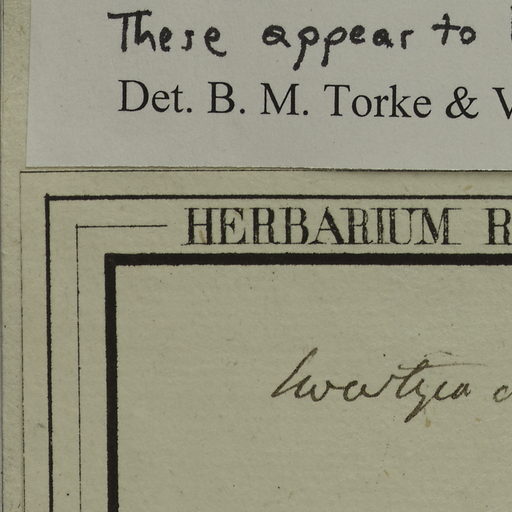 These appear to
Det. B. M. Torke &
HERBARIUM
Swartzia